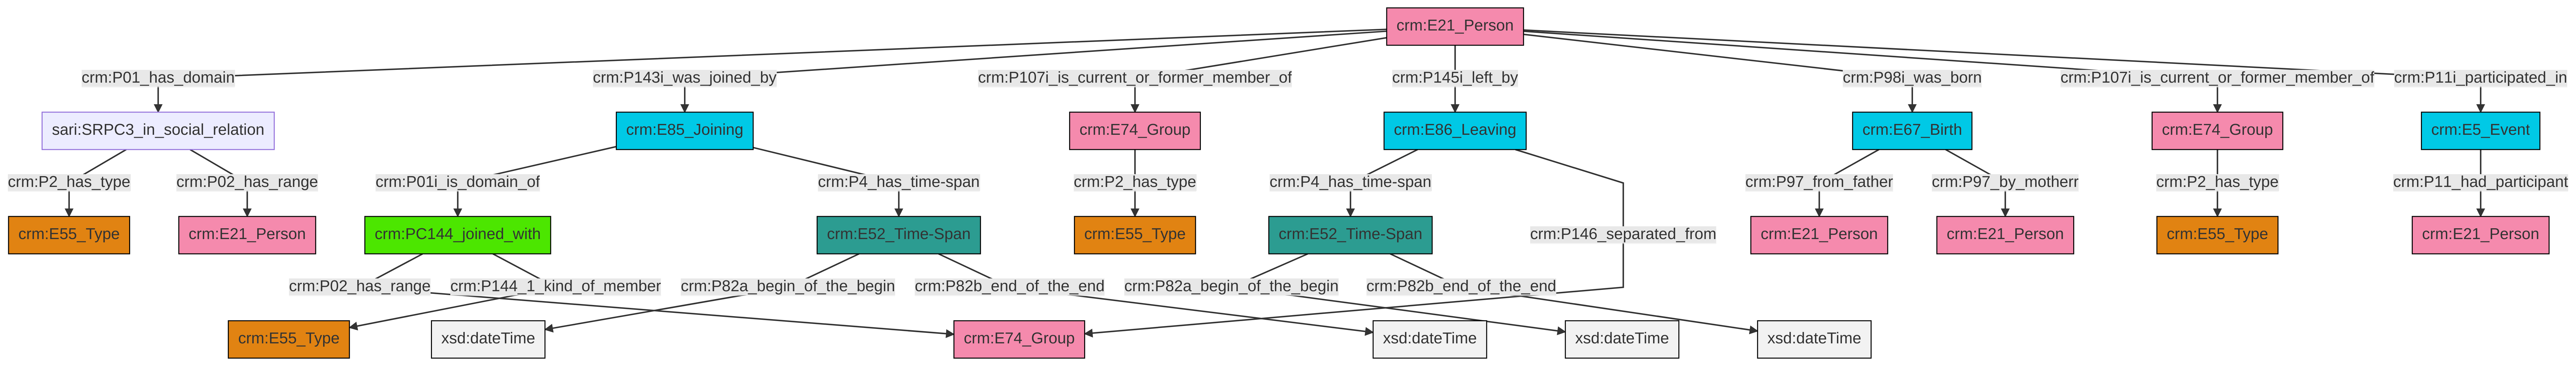 crm:E21_Person
crm:P01_has_domain
crm:P143i_was_joined_by
crm:P107i_is_current_or_former_member_of
crm:P145i_left_by
crm:P98i_was_born
crm:P107i_is_current_or_former_member_of
crm:P11i_participated_in
sari:SRPC3_in_social_relation
crm:E85_Joining
crm:E74_Group
crm:E86_Leaving
crm:E67_Birth
crm:E74_Group
crm:E5_Event
crm:P2_has_type
crm:P02_has_range
crm:P01i_is_domain_of
crm:P4_has_time-span
crm:P2_has_type
crm:P4_has_time-span
crm:P97_from_father
crm:P97_by_motherr
crm:P2_has_type
crm:P11_had_participant
crm:E55_Type
crm:E21_Person
crm:PC144_joined_with
crm:E52_Time-Span
crm:E55_Type
crm:E52_Time-Span
crm:P146_separated_from
crm:E21_Person
crm:E21_Person
crm:E55_Type
crm:E21_Person
crm:P02_has_range
crm:P144_1_kind_of_member
crm:P82a_begin_of_the_begin
crm:P82b_end_of_the_end
crm:P82a_begin_of_the_begin
crm:P82b_end_of_the_end
crm:E55_Type
xsd:dateTime
crm:E74_Group
xsd:dateTime
xsd:dateTime
xsd:dateTime